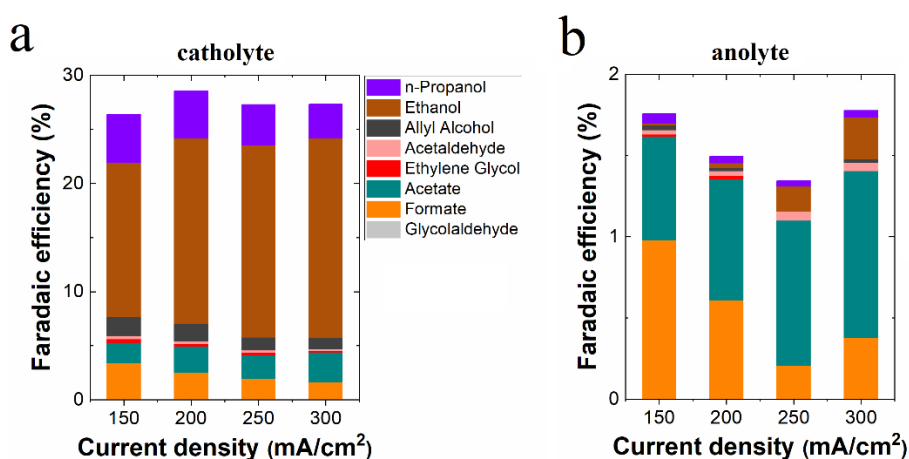 a
catholyte
Faradaic efficiency (%)
30
20
10
0
150 200 250 300
Current density (mA/cm²)
n-Propanol
Ethanol
Allyl Alcohol
Acetaldehyde
Ethylene Glycol
Acetate
Formate
Glycolaldehyde
b
anolyte
Faradaic efficiency (%)
2
1
0
150 200 250 300
Current density (mA/cm²)